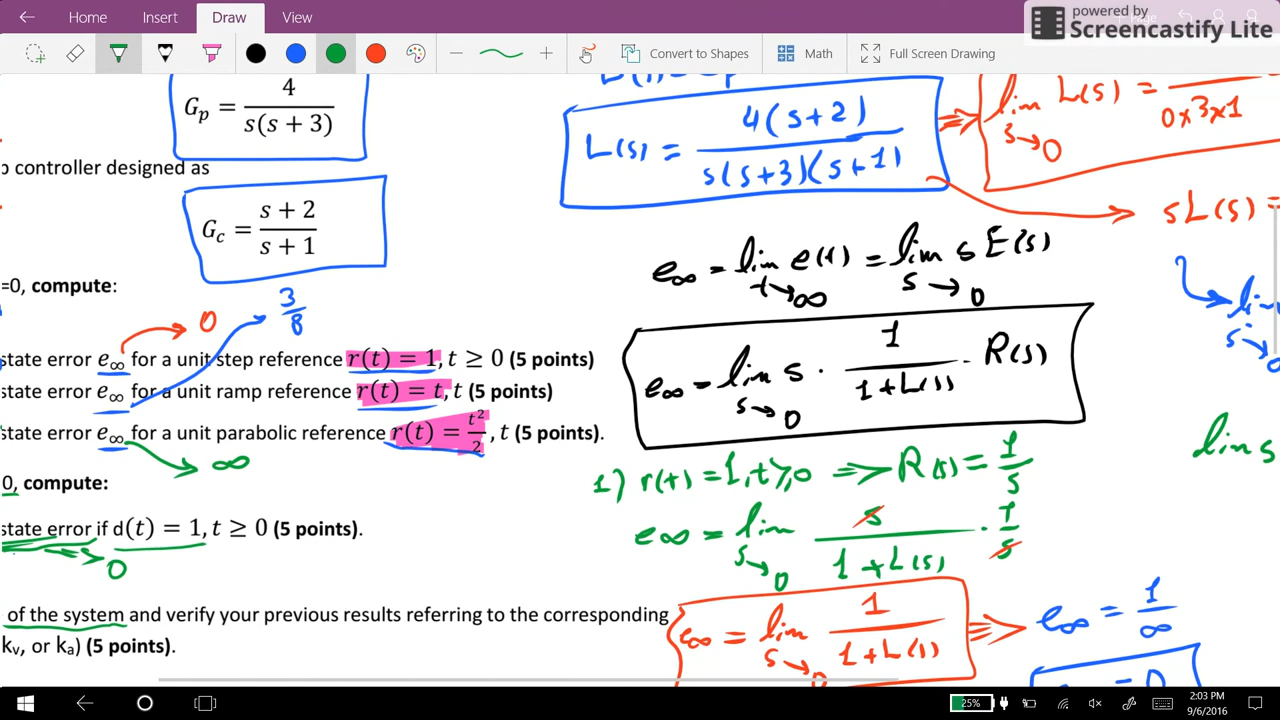 Home Insert Draw View
powered by
Screencastify Lite
Convert to Shapes Math Full Screen Drawing
G_p = 4 / s(s + 3)
p controller designed as
G_c = s + 2 / s + 1
=0, compute:
0
3/8
state error e∞ for a unit step reference r(t) = 1, t ≥ 0 (5 points)
state error e∞ for a unit ramp reference r(t) = t, t (5 points)
state error e∞ for a unit parabolic reference r(t) = t²/2, t (5 points).
∞
0, compute:
state error if d(t) = 1, t ≥ 0 (5 points).
0
of the system and verify your previous results referring to the corresponding
kv, or ka) (5 points).
L(s) = 4(s+2) / s(s+3)(s+1)
⇒ lim s→0 L(s) = 0x3x1
sL(s) =
e∞ = lim t→∞ e(t) = lim s→0 s E(s)
lim s→0
e∞ = lim s→0 s · 1 / 1+L(s) · R(s)
lim s
1) r(t) = 1, t ≥ 0 ⇒ R(s) = 1/s
e∞ = lim s→0 s / 1+L(s) · 1/s
e∞ = lim s→0 1 / 1+L(s) ⇒ e∞ = 1/∞
= 0
25%
2:03 PM
9/6/2016